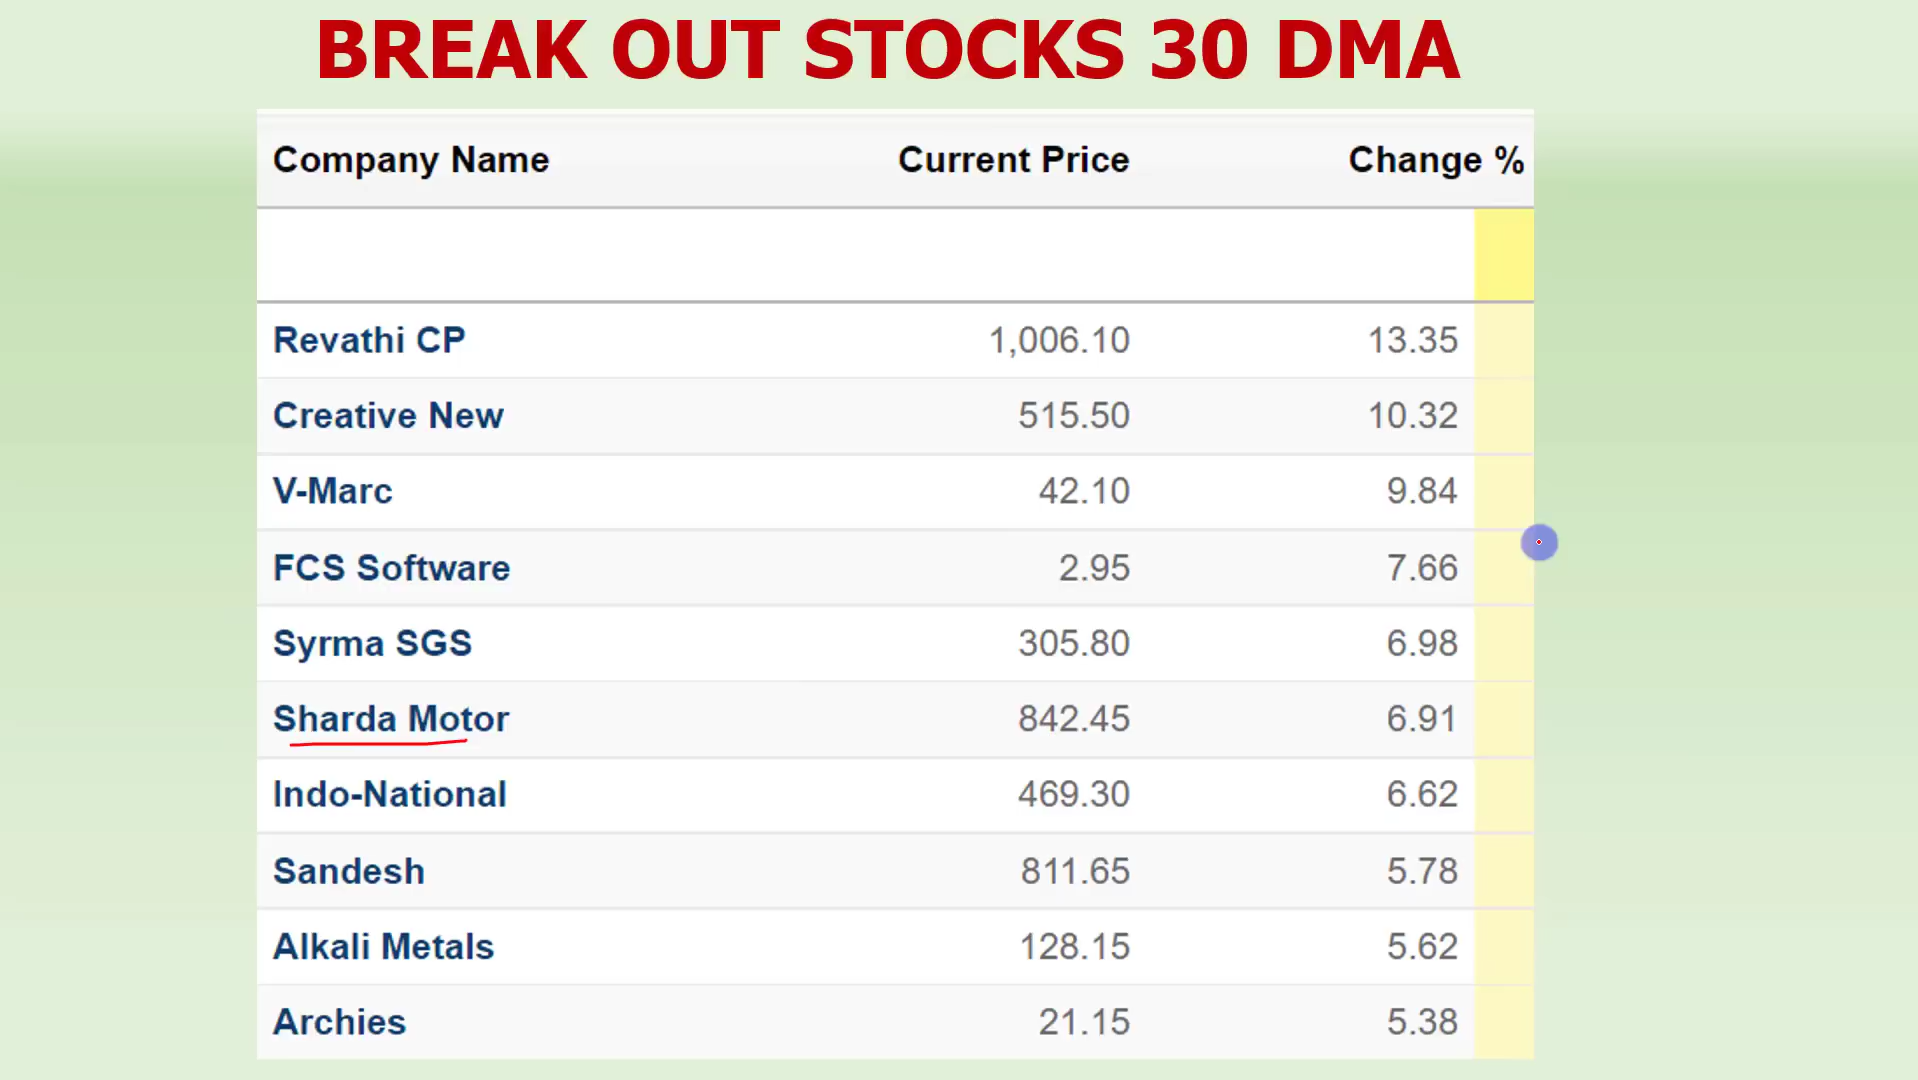 BREAK OUT STOCKS 30 DMA
Company Name Current Price Change %
Revathi CP 1,006.10 13.35
Creative New 515.50 10.32
V-Marc 42.10 9.84
FCS Software 2.95 7.66
Syrma SGS 305.80 6.98
Sharda Motor 842.45 6.91
Indo-National 469.30 6.62
Sandesh 811.65 5.78
Alkali Metals 128.15 5.62
Archies 21.15 5.38